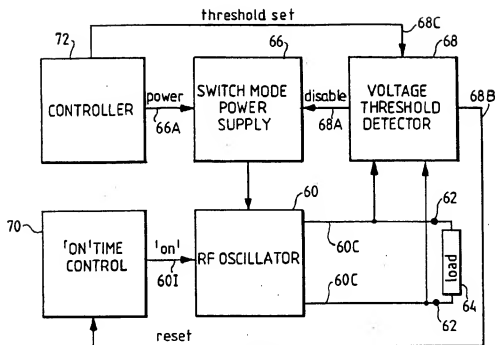 threshold set
72
66
68C
68
CONTROLLER
power
66A
SWITCH MODE
POWER
SUPPLY
disable
68A
VOLTAGE
THRESHOLD
DETECTOR
68B
70
'ON' TIME
CONTROL
'on'
60I
60
RF OSCILLATOR
60C
60C
62
62
load
64
reset